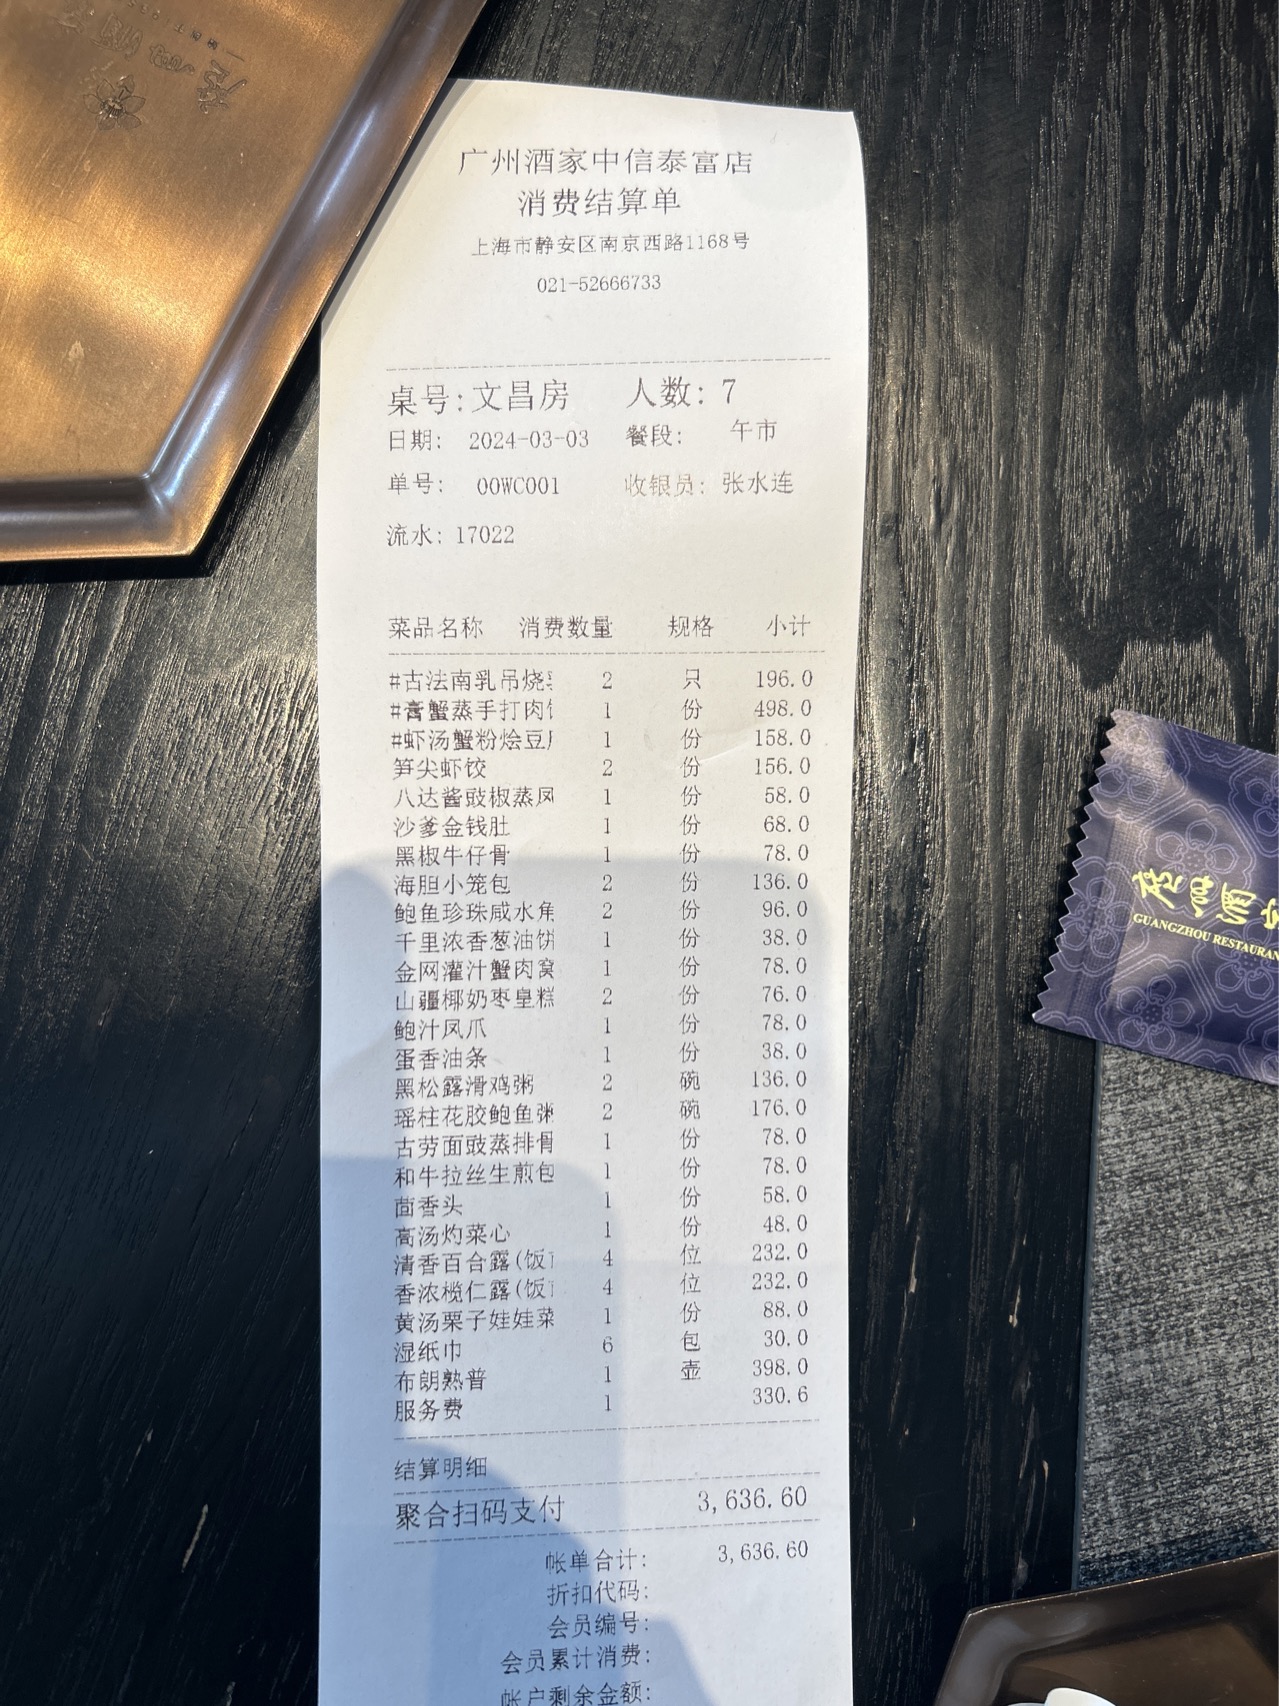 广州酒家中信泰富店
消费结算单
上海市静安区南京西路1168号
021-52666733
桌号:文昌房 人数: 7
日期: 2024-03-03 餐段: 午市
单号: 00WC001 收银员: 张水连
流水: 17022
菜品名称 消费数量 规格 小计
#古法南乳吊烧 2 只 196.0
#膏蟹蒸手打肉 1 份 498.0
#虾汤蟹粉烩豆 1 份 158.0
笋尖虾饺 2 份 156.0
八达酱豉椒蒸凤 1 份 58.0
沙爹金钱肚 1 份 68.0
黑椒牛仔骨 1 份 78.0
海胆小笼包 2 份 136.0
鲍鱼珍珠咸水角 2 份 96.0
千里浓香葱油饼 1 份 38.0
金网灌汁蟹肉窝 1 份 78.0
山疆椰奶枣皇糕 2 份 76.0
鲍汁凤爪 1 份 78.0
蛋香油条 1 份 38.0
黑松露滑鸡粥 2 碗 136.0
瑶柱花胶鲍鱼粥 2 碗 176.0
古劳面豉蒸排骨 1 份 78.0
和牛拉丝生煎包 1 份 78.0
茴香头 1 份 58.0
高汤灼菜心 1 份 48.0
清香百合露(饭 4 位 232.0
香浓榄仁露(饭 4 位 232.0
黄汤栗子娃娃菜 1 份 88.0
湿纸巾 6 包 30.0
布朗熟普 1 壶 398.0
服务费 1 330.6
结算明细
聚合扫码支付 3,636.60
帐单合计: 3,636.60
折扣代码:
会员编号:
会员累计消费:
帐户剩余金额:
GUANGZHOU RESTAURAN